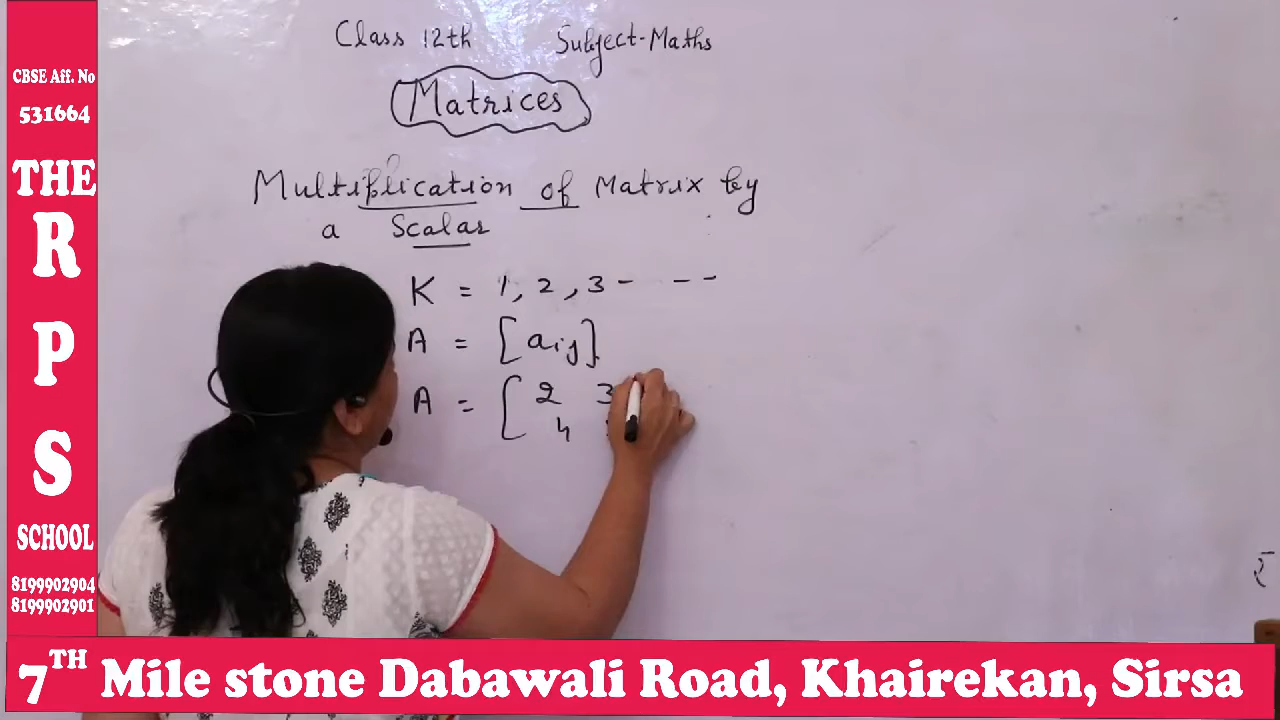 CBSE Aff. No
531664
THE
R
P
S
SCHOOL
8199902904
8199902901
Class 12th Subject-Maths
Matrices
Multiplication of Matrix by
a Scalar
K = 1, 2, 3 - - -
A = [aij]
A = [ 2 3
4
7TH Mile stone Dabawali Road, Khairekan, Sirsa